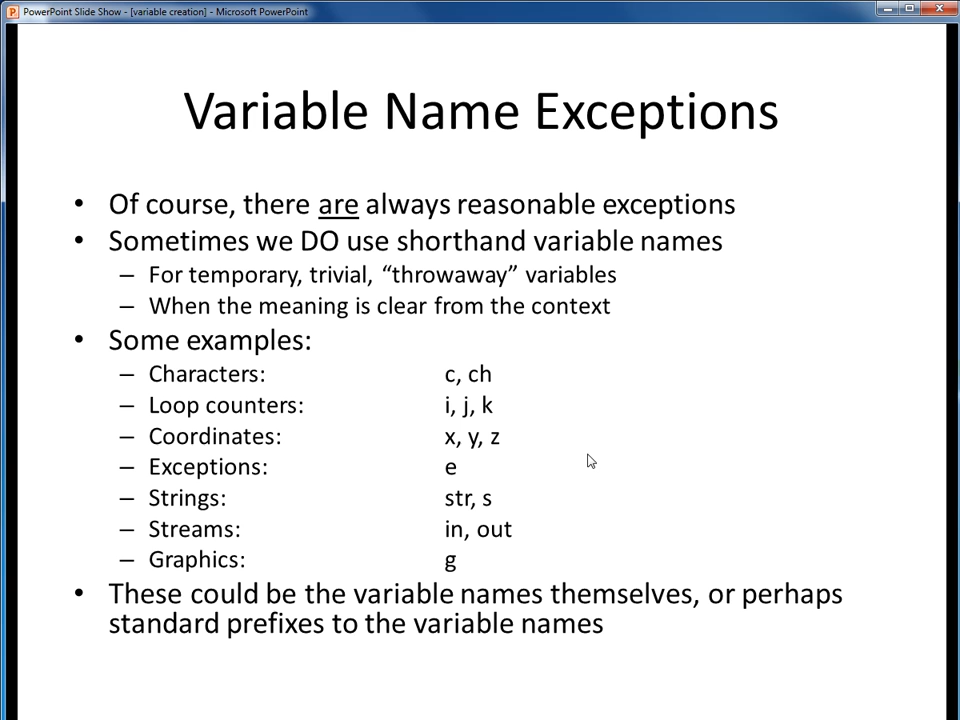 PowerPoint Slide Show - [variable creation] - Microsoft PowerPoint
Variable Name Exceptions
• Of course, there are always reasonable exceptions
• Sometimes we DO use shorthand variable names
– For temporary, trivial, “throwaway” variables
– When the meaning is clear from the context
• Some examples:
– Characters: c, ch
– Loop counters: i, j, k
– Coordinates: x, y, z
– Exceptions: e
– Strings: str, s
– Streams: in, out
– Graphics: g
• These could be the variable names themselves, or perhaps
standard prefixes to the variable names